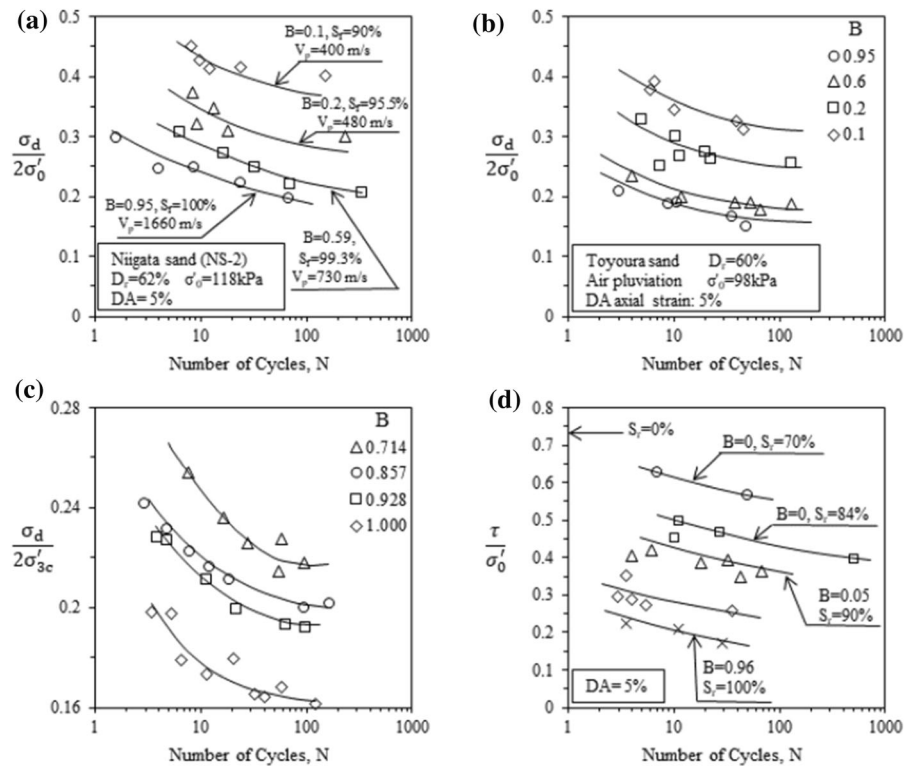 (a)
0.5
0.4
0.3
0.2
0.1
0
σd
2σ′0
B=0.1, Sr=90%
Vp=400 m/s
B=0.2, Sr=95.5%
Vp=480 m/s
B=0.95, Sr=100%
Vp=1660 m/s
B=0.59,
Sr=99.3%
Vp=730 m/s
Niigata sand (NS-2)
Dr=62% σ′0=118kPa
DA= 5%
1 10 100 1000
Number of Cycles, N
(b)
0.5
0.4
0.3
0.2
0.1
0
σd
2σ′0
B
0.95
0.6
0.2
0.1
Toyoura sand Dr=60%
Air pluviation σ′0=98kPa
DA axial strain: 5%
1 10 100 1000
Number of Cycles, N
(c)
0.28
0.24
0.2
0.16
σd
2σ′3c
B
0.714
0.857
0.928
1.000
1 10 100 1000
Number of Cycles, N
(d)
0.8
0.7
0.6
0.5
0.4
0.3
0.2
0.1
0
τ
σ′0
Sr=0%
B=0, Sr=70%
B=0, Sr=84%
B=0.05
Sr=90%
B=0.96
Sr=100%
DA= 5%
1 10 100 1000
Number of Cycles, N